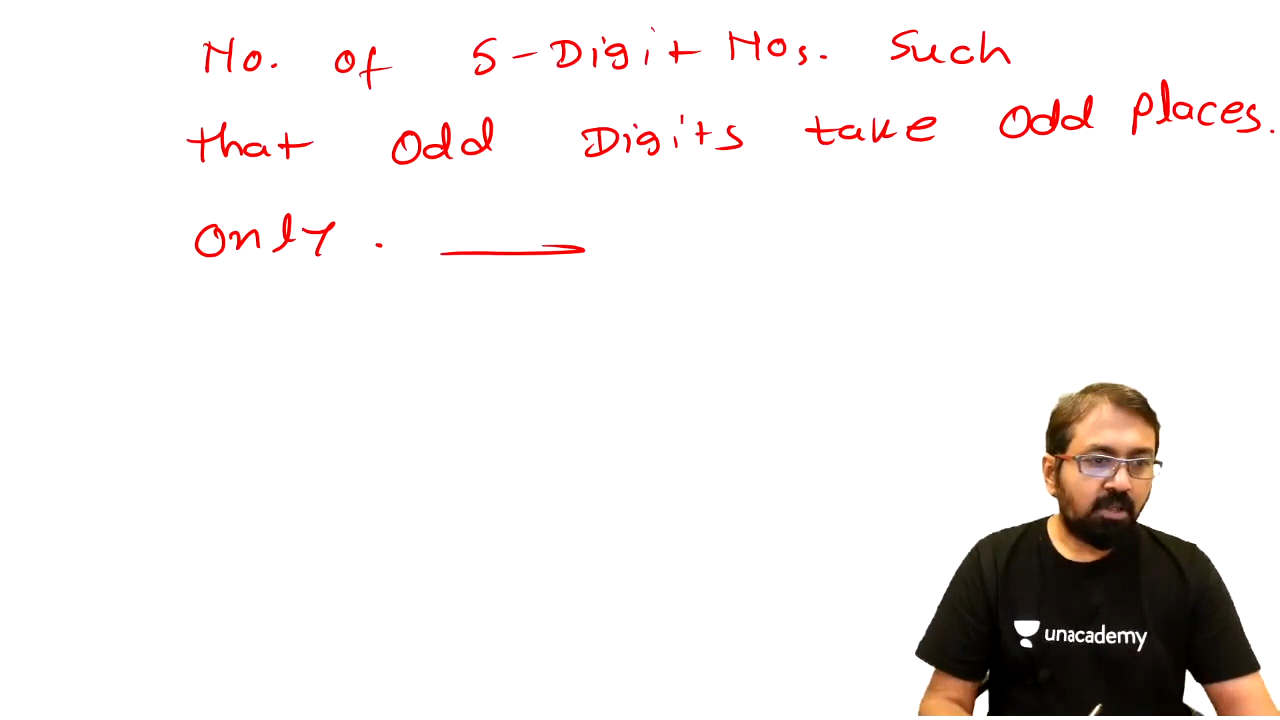 No. of 5-Digit Nos. such
that odd Digits take odd places.
only.
unacademy